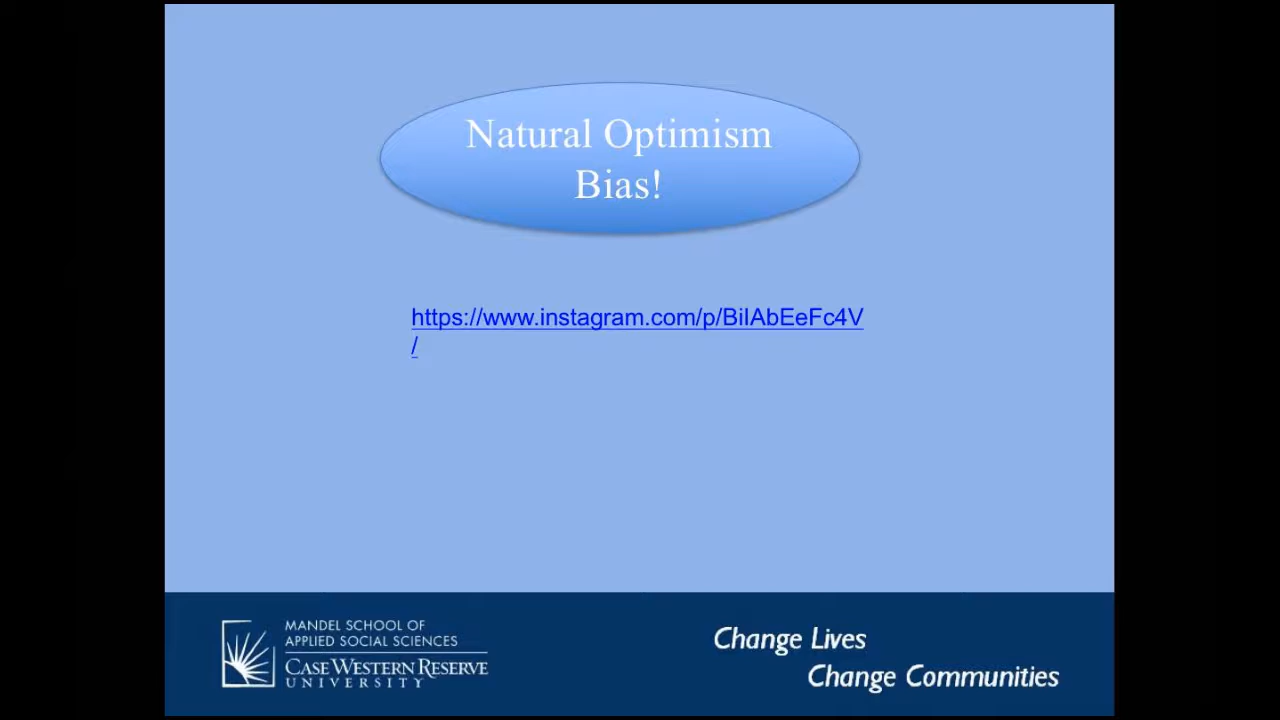 Natural Optimism
Bias!
https://www.instagram.com/p/BiIAbEeFc4V
/
MANDEL SCHOOL OF
APPLIED SOCIAL SCIENCES
CASE WESTERN RESERVE
UNIVERSITY
Change Lives
Change Communities